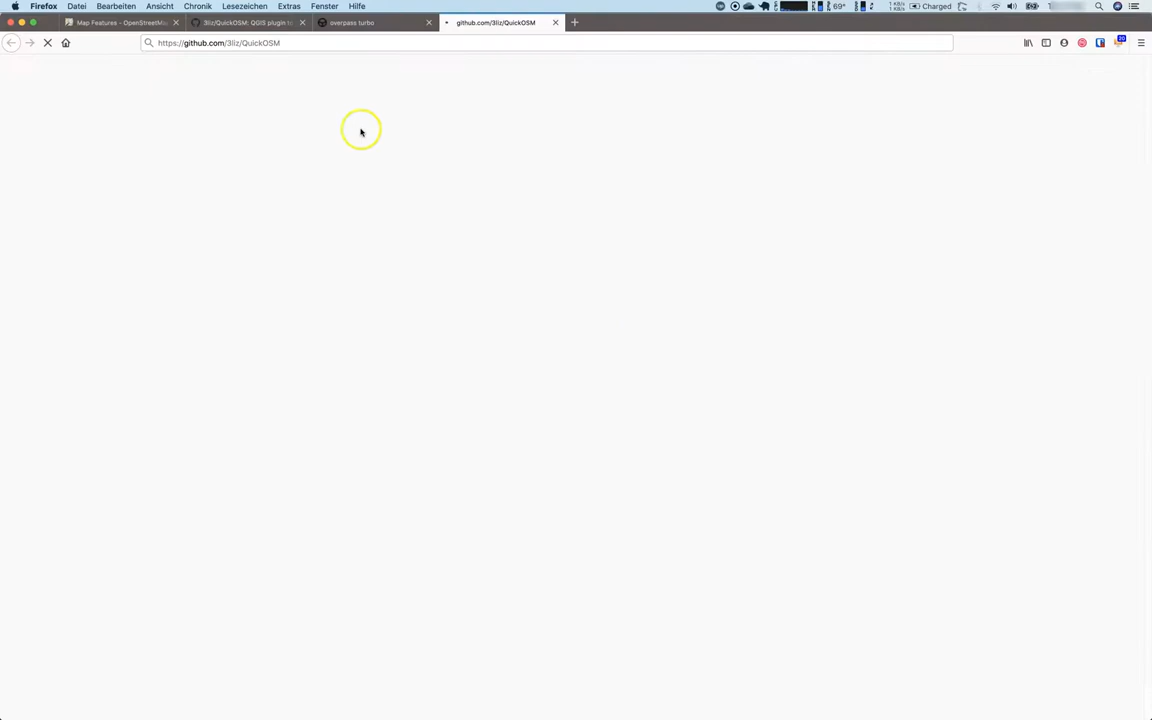 Firefox Datei Bearbeiten Ansicht Chronik Lesezeichen Extras Fenster Hilfe 69° Charged
Map Features - OpenStreetMa 3liz/QuickOSM: QGIS plugin to overpass turbo github.com/3liz/QuickOSM
https://github.com/3liz/QuickOSM 20